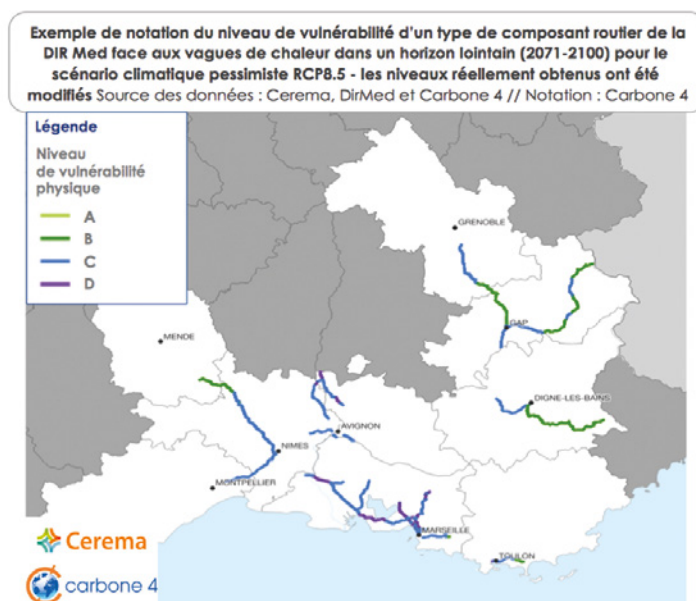 Exemple de notation du niveau de vulnérabilité d'un type de composant routier de la
DIR Med face aux vagues de chaleur dans un horizon lointain (2071-2100) pour le
scénario climatique pessimiste RCP8.5 - les niveaux réellement obtenus ont été
modifiés Source des données : Cerema, DirMed et Carbone 4 // Notation : Carbone 4
Légende
Niveau
de vulnérabilité
physique
A
B
C
D
GRENOBLE
GAP
MENDE
DIGNE-LES-BAINS
AVIGNON
NIMES
MONTPELLIER
MARSEILLE
TOULON
Cerema
carbone 4